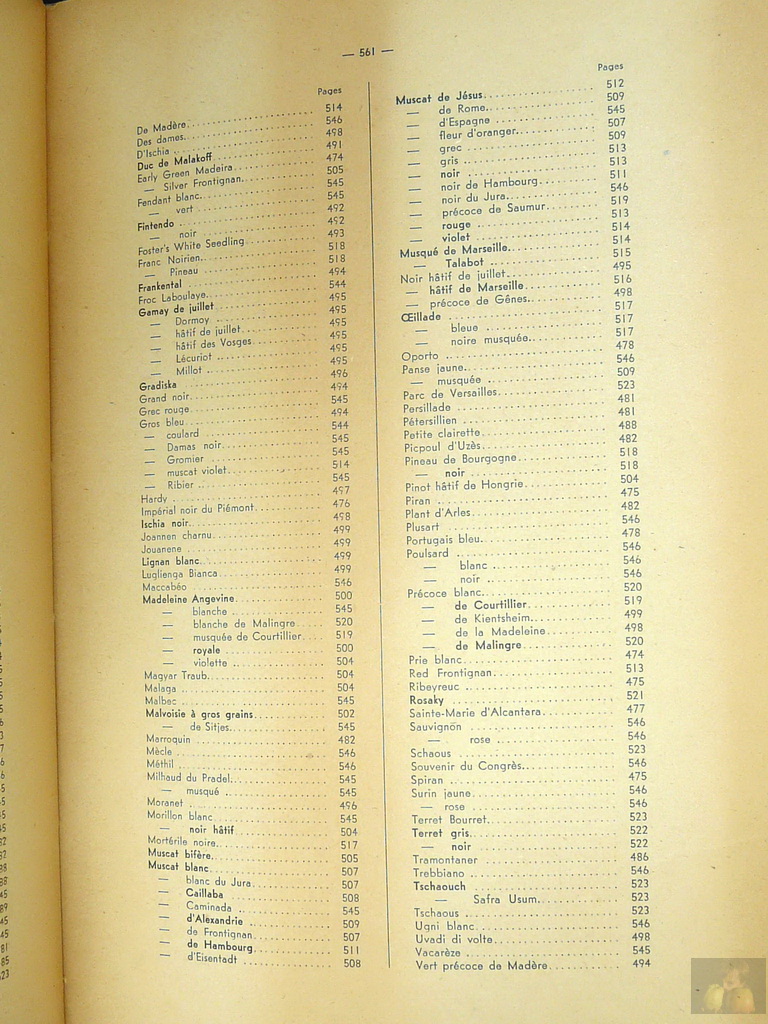 — 561 —
Pages
De Madère 514
Des dames 546
D'Ischia 498
Duc de Malakoff 491
Early Green Madeira 474
— Silver Frontignan 505
Fendant blanc 545
— vert 545
Fintendo 492
— noir 492
Foster's White Seedling 493
Franc Noirien 518
— Pineau 518
Frankental 494
Froc Laboulaye 544
Gamay de juillet 495
— Dormoy 495
— hâtif de juillet 495
— hâtif des Vosges 495
— Lécuriot 495
— Millot 495
Gradiska 496
Grand noir 494
Grec rouge 545
Gros bleu 494
— coulard 544
— Damas noir 545
— Gromier 545
— muscat violet 514
— Ribier 545
Hardy 497
Impérial noir du Piémont 476
Ischia noir 498
Joannen charnu 499
Jouanene 499
Lignan blanc 499
Luglienga Bianca 499
Maccabéo 546
Madeleine Angevine 500
— blanche 545
— blanche de Malingre 520
— musquée de Courtillier 519
— royale 500
— violette 504
Magyar Traub 504
Malaga 504
Malbec 545
Malvoisie à gros grains 502
— de Sitjes 545
Marroquin 482
Mècle 546
Méthil 546
Milhaud du Pradel 545
— musqué 545
Moranet 496
Morillon blanc 545
— noir hâtif 504
Mortérile noire 517
Muscat bifère 505
Muscat blanc 507
— blanc du Jura 507
— Caillaba 508
— Caminada 545
— d'Alexandrie 509
— de Frontignan 507
— de Hambourg 511
— d'Eisentadt 508
Pages
Muscat de Jésus 512
— de Rome 509
— d'Espagne 545
— fleur d'oranger 507
— grec 509
— gris 513
— noir 513
— noir de Hambourg 511
— noir du Jura 546
— précoce de Saumur 519
— rouge 513
— violet 514
Musqué de Marseille 514
— Talabot 515
Noir hâtif de juillet 495
— hâtif de Marseille 516
— précoce de Gênes 498
Œillade 517
— bleue 517
— noire musquée 517
Oporto 478
Panse jaune 546
— musquée 509
Parc de Versailles 523
Persillade 481
Pétersillien 481
Petite clairette 488
Picpoul d'Uzès 482
Pineau de Bourgogne 518
— noir 518
Pinot hâtif de Hongrie 504
Piran 475
Plant d'Arles 482
Plusart 546
Portugais bleu 478
Poulsard 546
— blanc 546
— noir 546
Précoce blanc 520
— de Courtillier 519
— de Kientsheim 499
— de la Madeleine 498
— de Malingre 520
Prie blanc 474
Red Frontignan 513
Ribeyreuc 475
Rosaky 521
Sainte-Marie d'Alcantara 477
Sauvignon 546
— rose 546
Schaous 523
Souvenir du Congrès 546
Spiran 475
Surin jaune 546
— rose 546
Terret Bourret 523
Terret gris 522
— noir 522
Tramontaner 486
Trebbiano 546
Tschaouch 523
— Safra Usum 523
Tschaous 523
Ugni blanc 546
Uvadi di volte 498
Vacarèze 545
Vert précoce de Madère 494